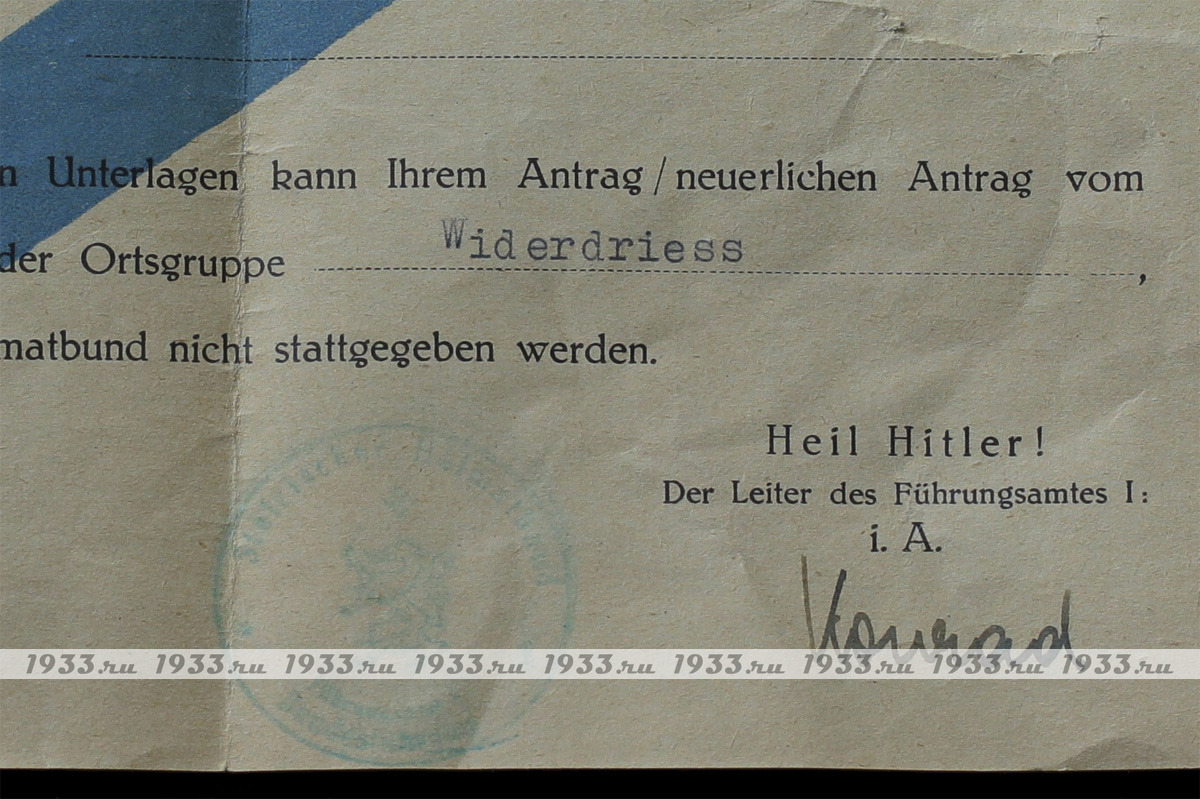 n Unterlagen kann Ihrem Antrag / neuerlichen Antrag vom
der Ortsgruppe Widerdriess,
matbund nicht stattgegeben werden.
Heil Hitler!
Der Leiter des Führungsamtes I:
i. A.
Konrad
1933.ru 1933.ru 1933.ru 1933.ru 1933.ru 1933.ru 1933.ru 1933.ru 1933.ru